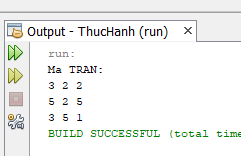 Output - ThucHanh (run)
run:
Ma TRAN:
3 2 2
5 2 5
3 5 1
BUILD SUCCESSFUL (total time